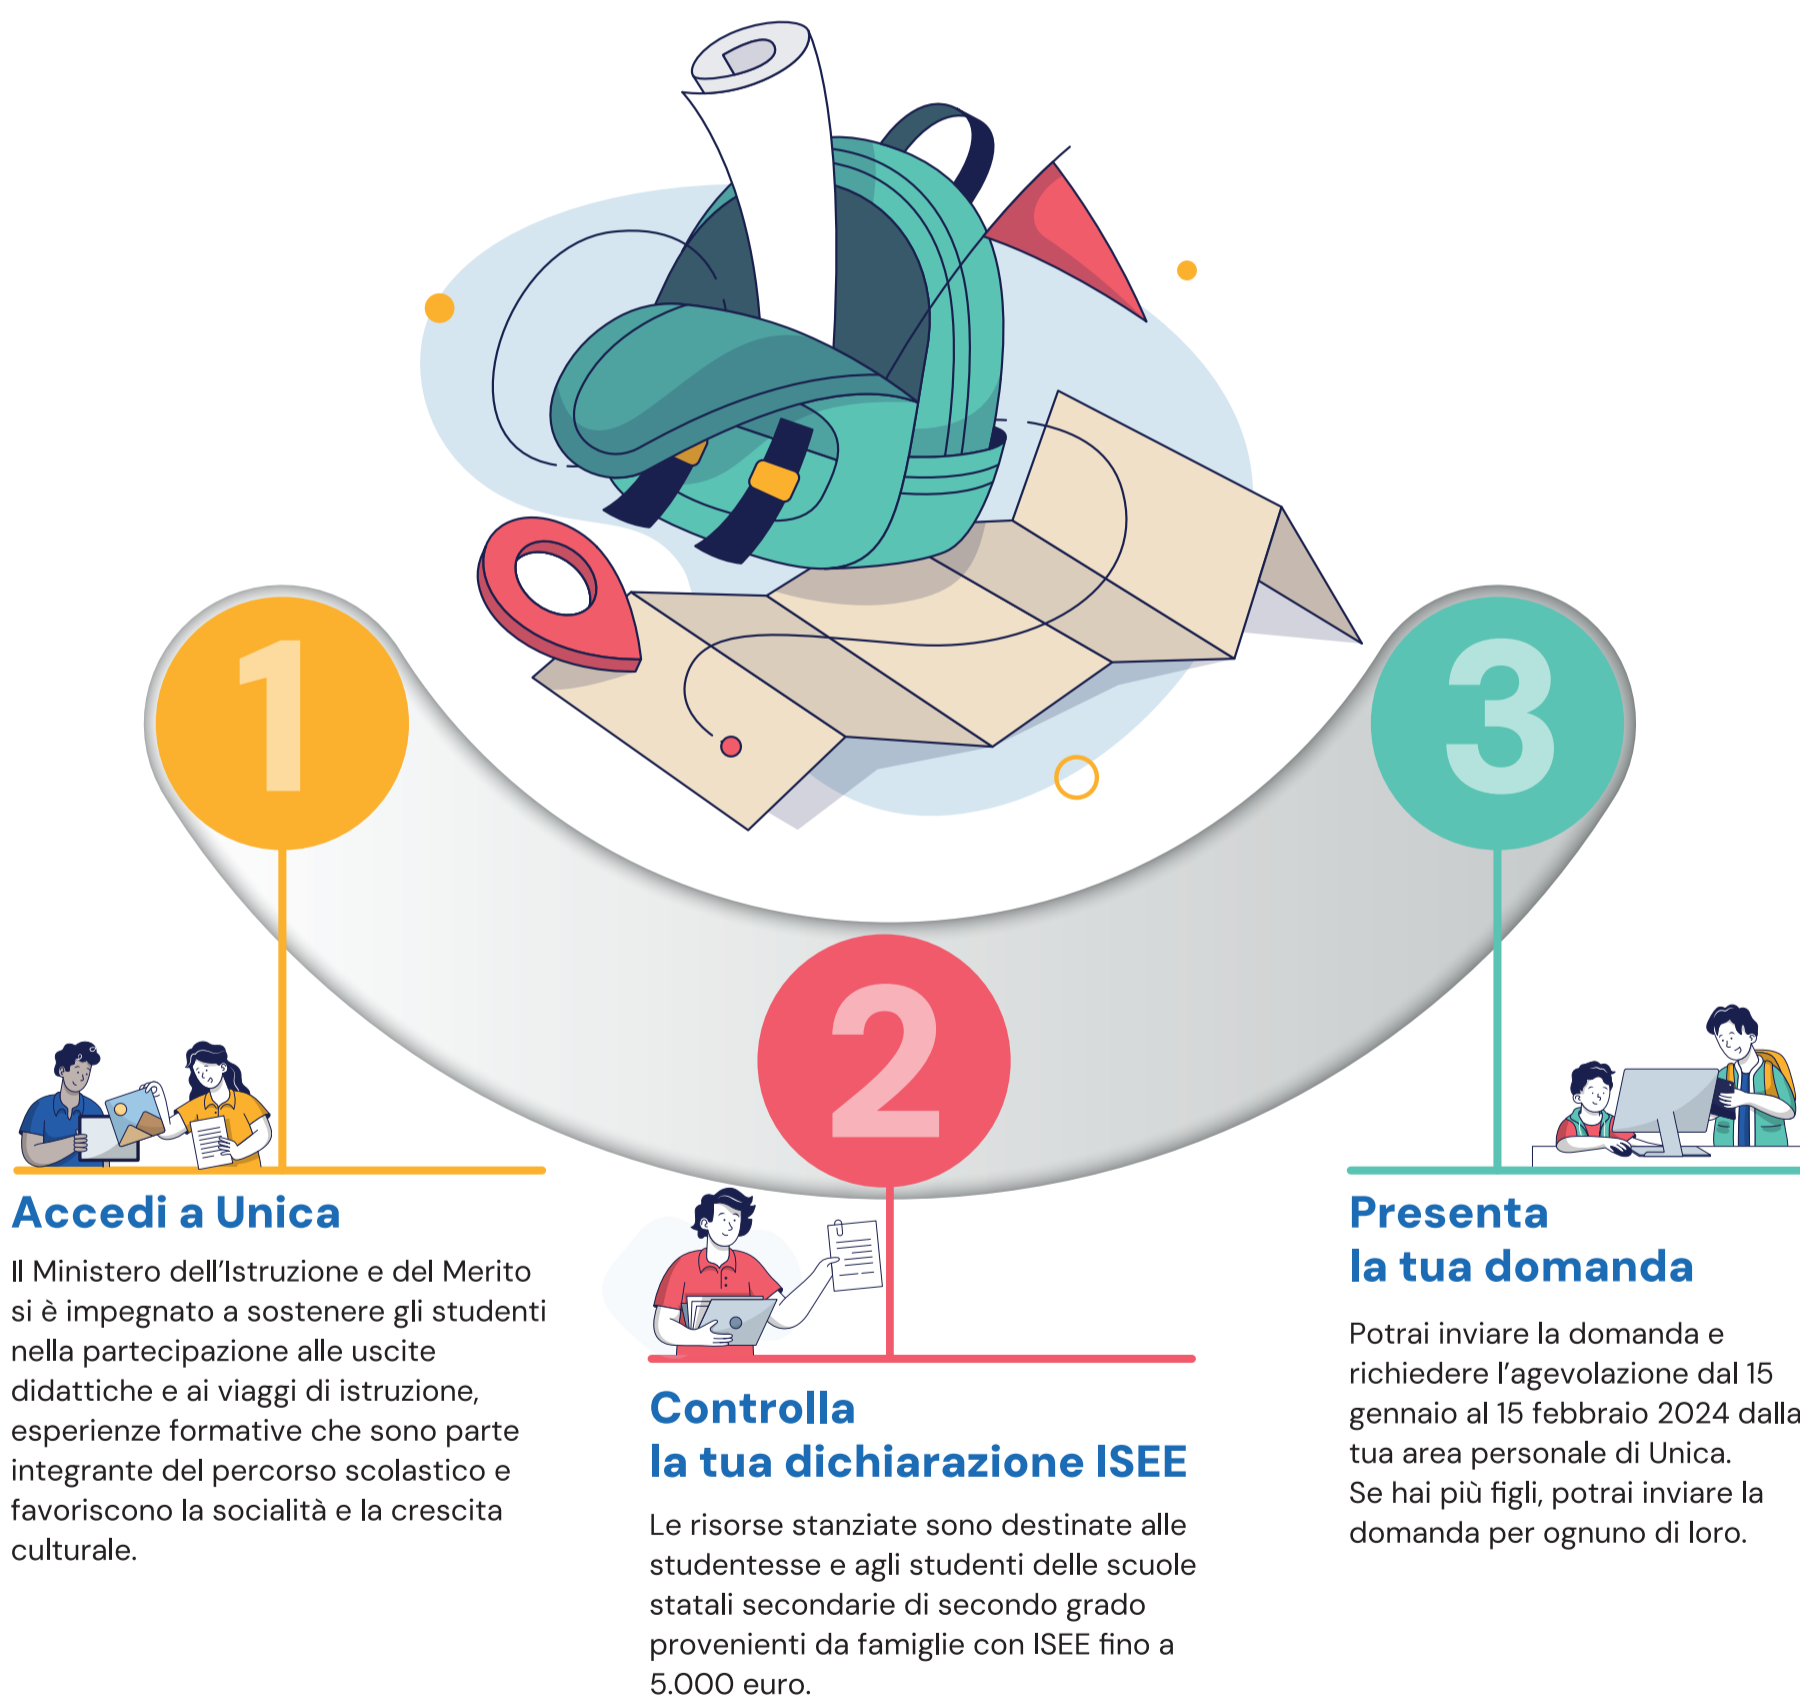 1
Accedi a Unica
Il Ministero dell'Istruzione e del Merito
si è impegnato a sostenere gli studenti
nella partecipazione alle uscite
didattiche e ai viaggi di istruzione,
esperienze formative che sono parte
integrante del percorso scolastico e
favoriscono la socialità e la crescita
culturale.
2
Controlla
la tua dichiarazione ISEE
Le risorse stanziate sono destinate alle
studentesse e agli studenti delle scuole
statali secondarie di secondo grado
provenienti da famiglie con ISEE fino a
5.000 euro.
3
Presenta
la tua domanda
Potrai inviare la domanda e
richiedere l'agevolazione dal 15
gennaio al 15 febbraio 2024 dalla
tua area personale di Unica.
Se hai più figli, potrai inviare la
domanda per ognuno di loro.